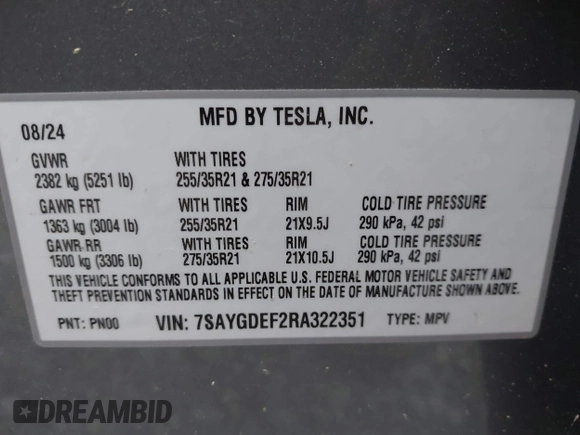 MFD BY TESLA, INC.
08/24
GVWR WITH TIRES
2382 kg (5251 lb) 255/35R21 & 275/35R21
GAWR FRT WITH TIRES RIM COLD TIRE PRESSURE
1363 kg (3004 lb) 255/35R21 21X9.5J 290 kPa, 42 psi
GAWR RR WITH TIRES RIM COLD TIRE PRESSURE
1500 kg (3306 lb) 275/35R21 21X10.5J 290 kPa, 42 psi
THIS VEHICLE CONFORMS TO ALL APPLICABLE U.S. FEDERAL MOTOR VEHICLE SAFETY AND
THEFT PREVENTION STANDARDS IN EFFECT ON THE DATE OF MANUFACTURE SHOWN ABOVE.
PNT: PN00 VIN: 7SAYGDEF2RA322351 TYPE: MPV
DREAMBID